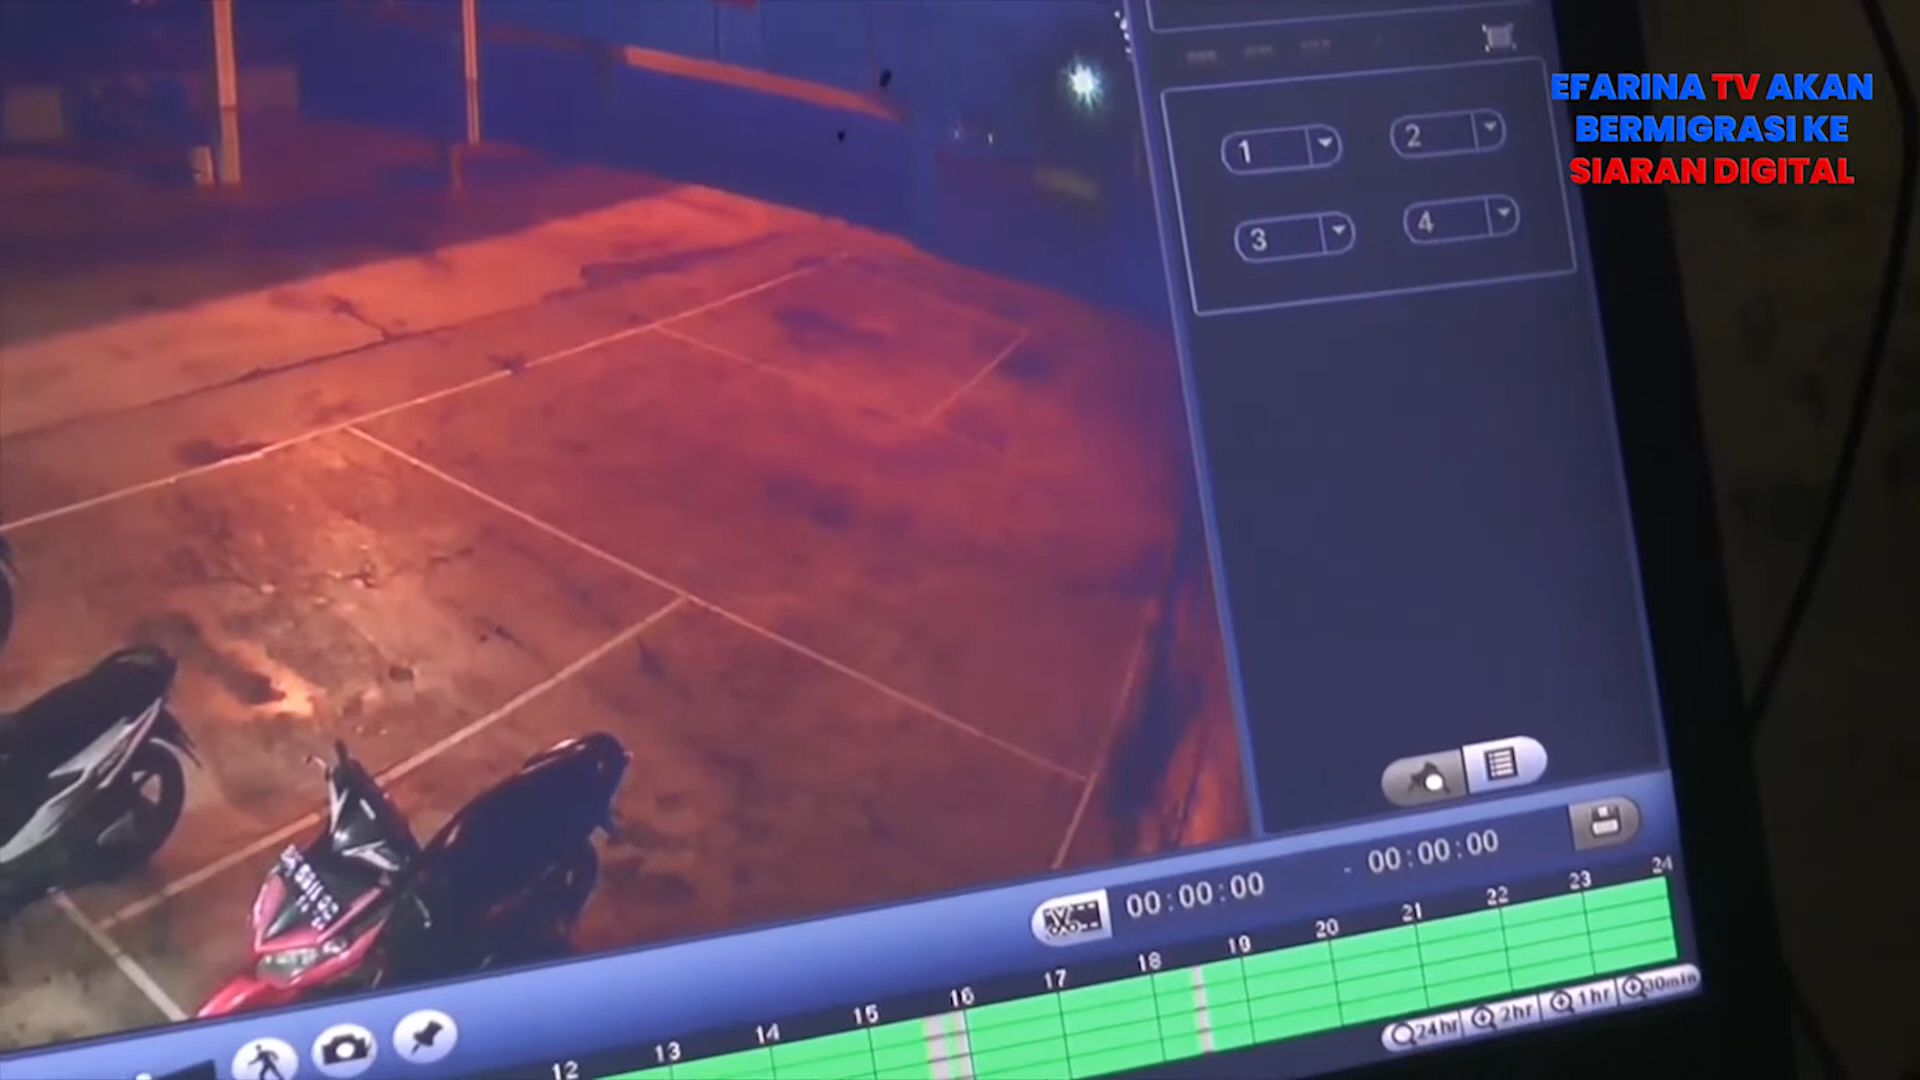 EFARINA TV AKAN
BERMIGRASI KE
SIARAN DIGITAL
1
2
3
4
00:00:00 - 00:00:00
12 13 14 15 16 17 18 19 20 21 22 23 24
24hr 2hr 1hr 30min